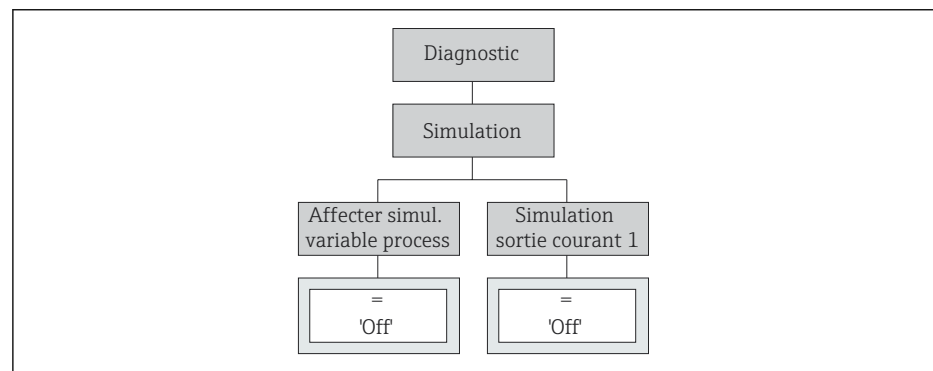 Diagnostic
Simulation
Affecter simul.
variable process
Simulation
sortie courant 1
=
'Off'
=
'Off'